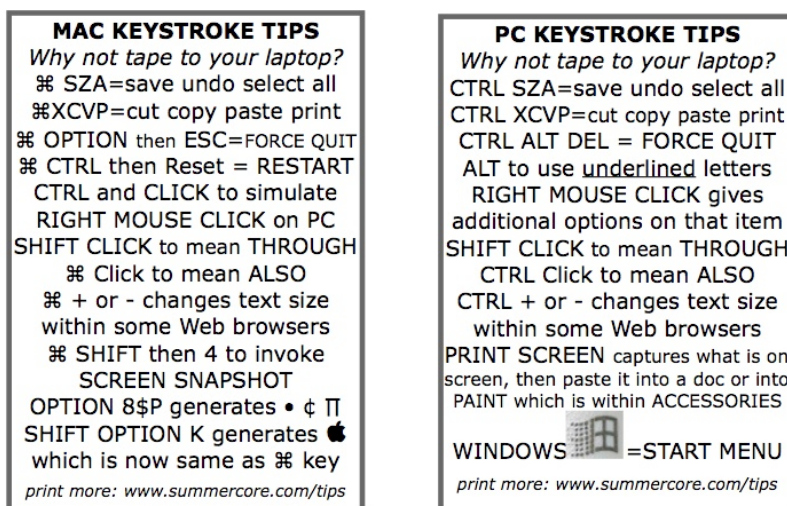 MAC KEYSTROKE TIPS
Why not tape to your laptop?
⌘ SZA=save undo select all
⌘XCVP=cut copy paste print
⌘ OPTION then ESC=FORCE QUIT
⌘ CTRL then Reset = RESTART
CTRL and CLICK to simulate
RIGHT MOUSE CLICK on PC
SHIFT CLICK to mean THROUGH
⌘ Click to mean ALSO
⌘ + or - changes text size
within some Web browsers
⌘ SHIFT then 4 to invoke
SCREEN SNAPSHOT
OPTION 8$P generates • ¢ ∏
SHIFT OPTION K generates 
which is now same as ⌘ key
print more: www.summercore.com/tips
PC KEYSTROKE TIPS
Why not tape to your laptop?
CTRL SZA=save undo select all
CTRL XCVP=cut copy paste print
CTRL ALT DEL = FORCE QUIT
ALT to use underlined letters
RIGHT MOUSE CLICK gives
additional options on that item
SHIFT CLICK to mean THROUGH
CTRL Click to mean ALSO
CTRL + or - changes text size
within some Web browsers
PRINT SCREEN captures what is on
screen, then paste it into a doc or into
PAINT which is within ACCESSORIES
WINDOWS =START MENU
print more: www.summercore.com/tips